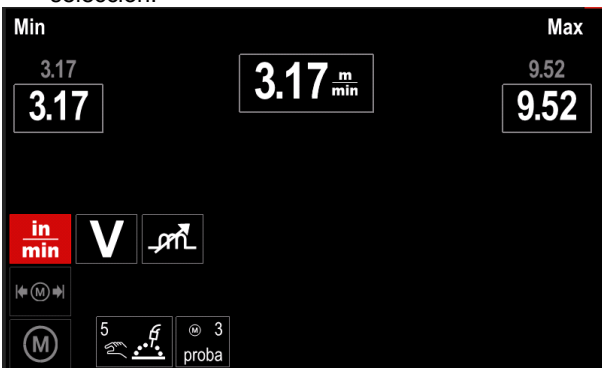 Min Max
3.17 9.52
3.17 3.17 m/min 9.52
in/min V
M
M 5 M 3
proba